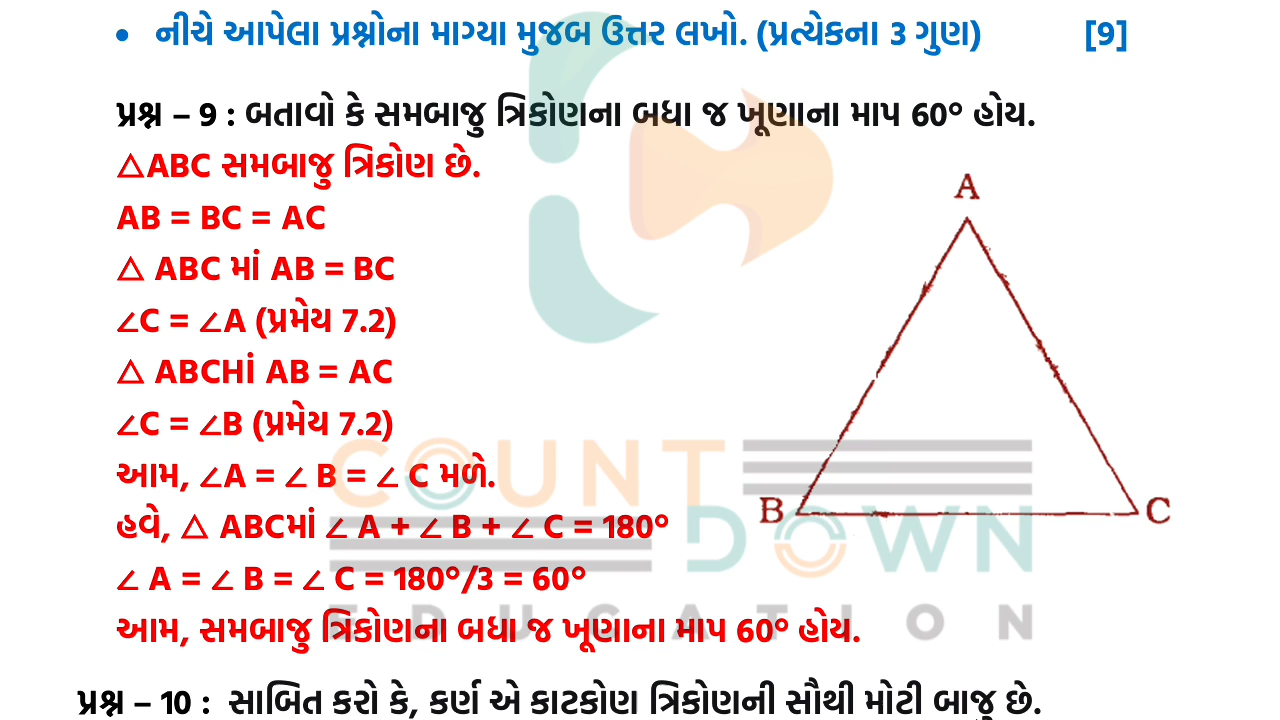 • નીચે આપેલા પ્રશ્નોના માગ્યા મુજબ ઉત્તર લખો. (પ્રત્યેકના 3 ગુણ) [9]
પ્રશ્ન – 9 : બતાવો કે સમબાજુ ત્રિકોણના બધા જ ખૂણાના માપ 60° હોય.
△ABC સમબાજુ ત્રિકોણ છે.
AB = BC = AC
△ ABC માં AB = BC
∠C = ∠A (પ્રમેય 7.2)
△ ABCHİ AB = AC
∠C = ∠B (પ્રમેય 7.2)
આમ, ∠A = ∠ B = ∠ C મળે.
હવે, △ ABCમાં ∠ A + ∠ B + ∠ C = 180°
∠ A = ∠ B = ∠ C = 180°/3 = 60°
આમ, સમબાજુ ત્રિકોણના બધા જ ખૂણાના માપ 60° હોય.
A
B
C
COUNT
DOWN
EDUCATION
પ્રશ્ન – 10 : સાબિત કરો કે, કર્ણ એ કાટકોણ ત્રિકોણની સૌથી મોટી બાજુ છે.